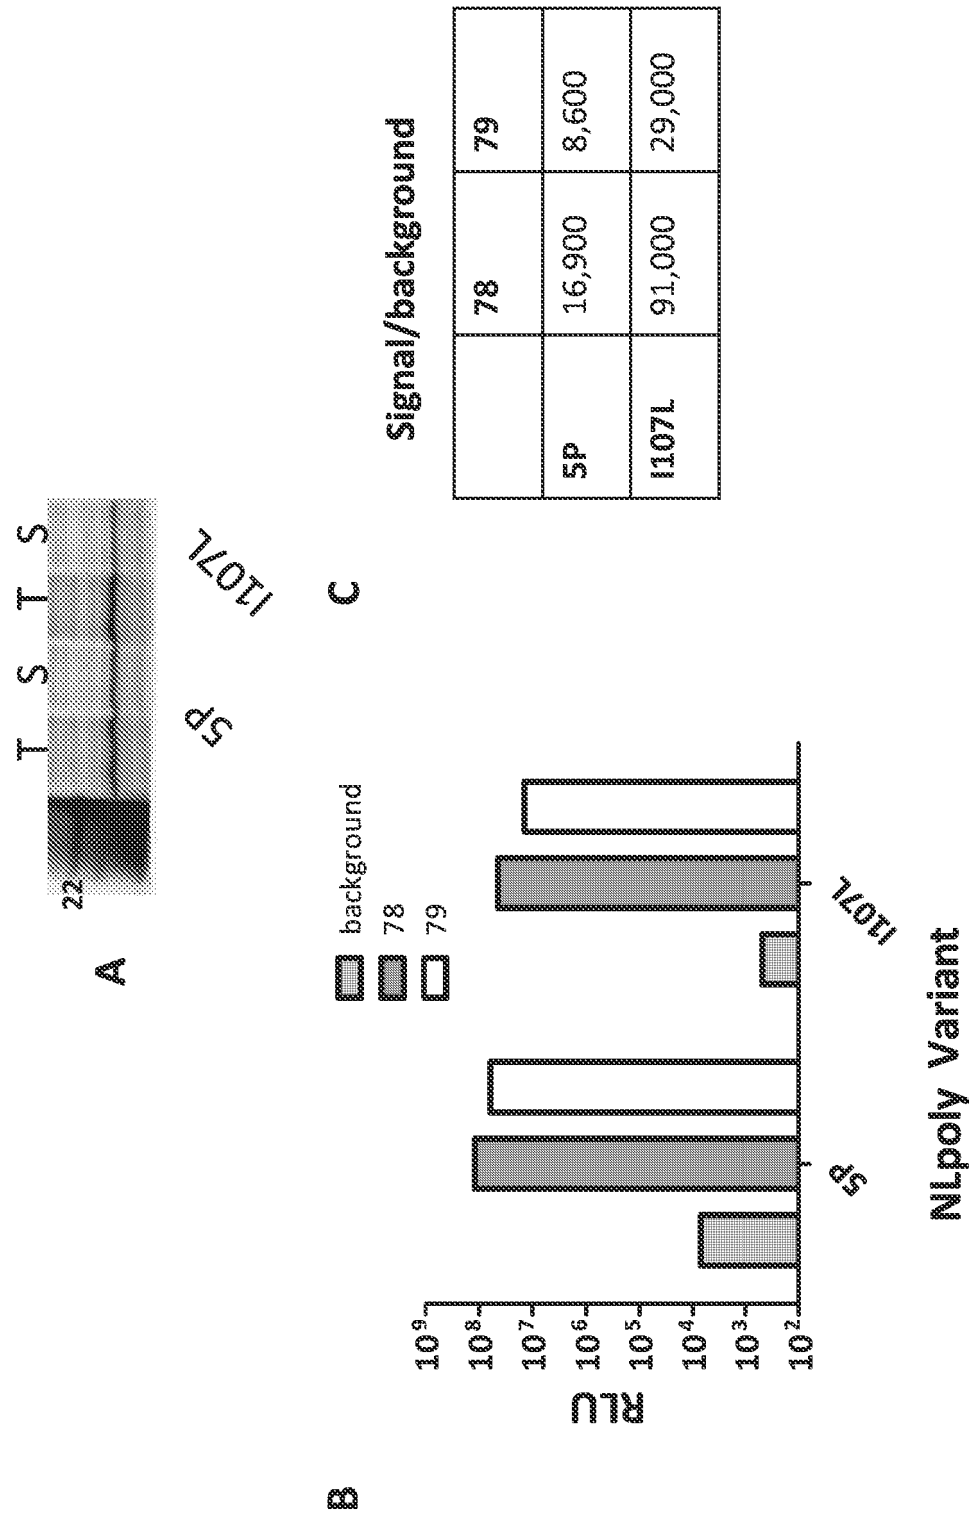 A
T S T S
22
5P I107L
B
background
78
79
RLU
10⁹
10⁸
10⁷
10⁶
10⁵
10⁴
10³
10²
5P I107L
NLpoly Variant
C
Signal/background
78 79
5P 16,900 8,600
I107L 91,000 29,000